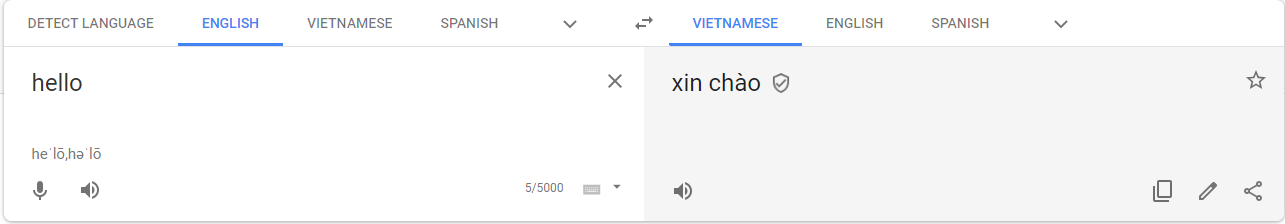 DETECT LANGUAGE ENGLISH VIETNAMESE SPANISH VIETNAMESE ENGLISH SPANISH
hello
xin chào
heˈlō,həˈlō
5/5000